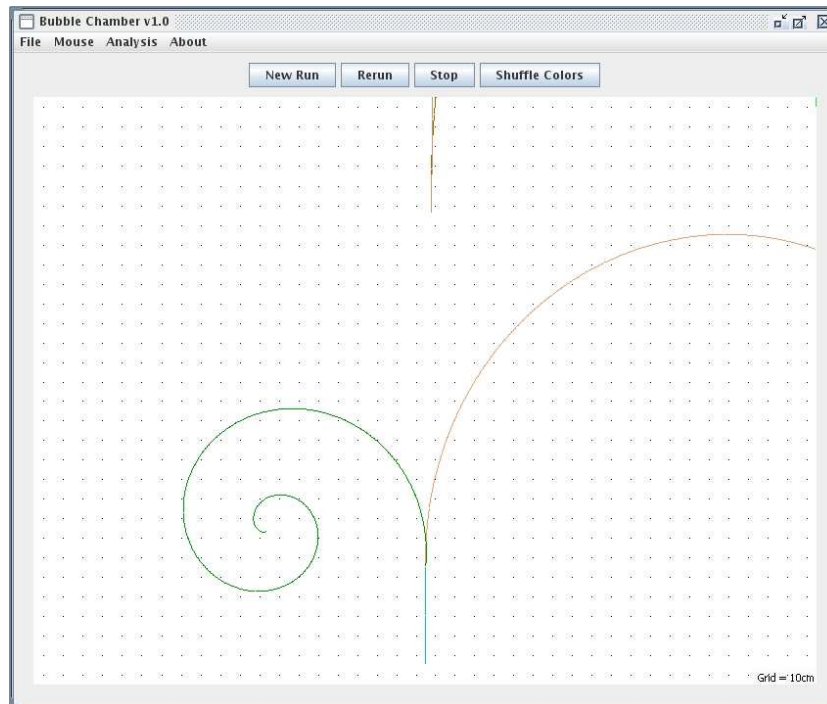 Bubble Chamber v1.0
File Mouse Analysis About
New Run Rerun Stop Shuffle Colors
Grid = 10cm